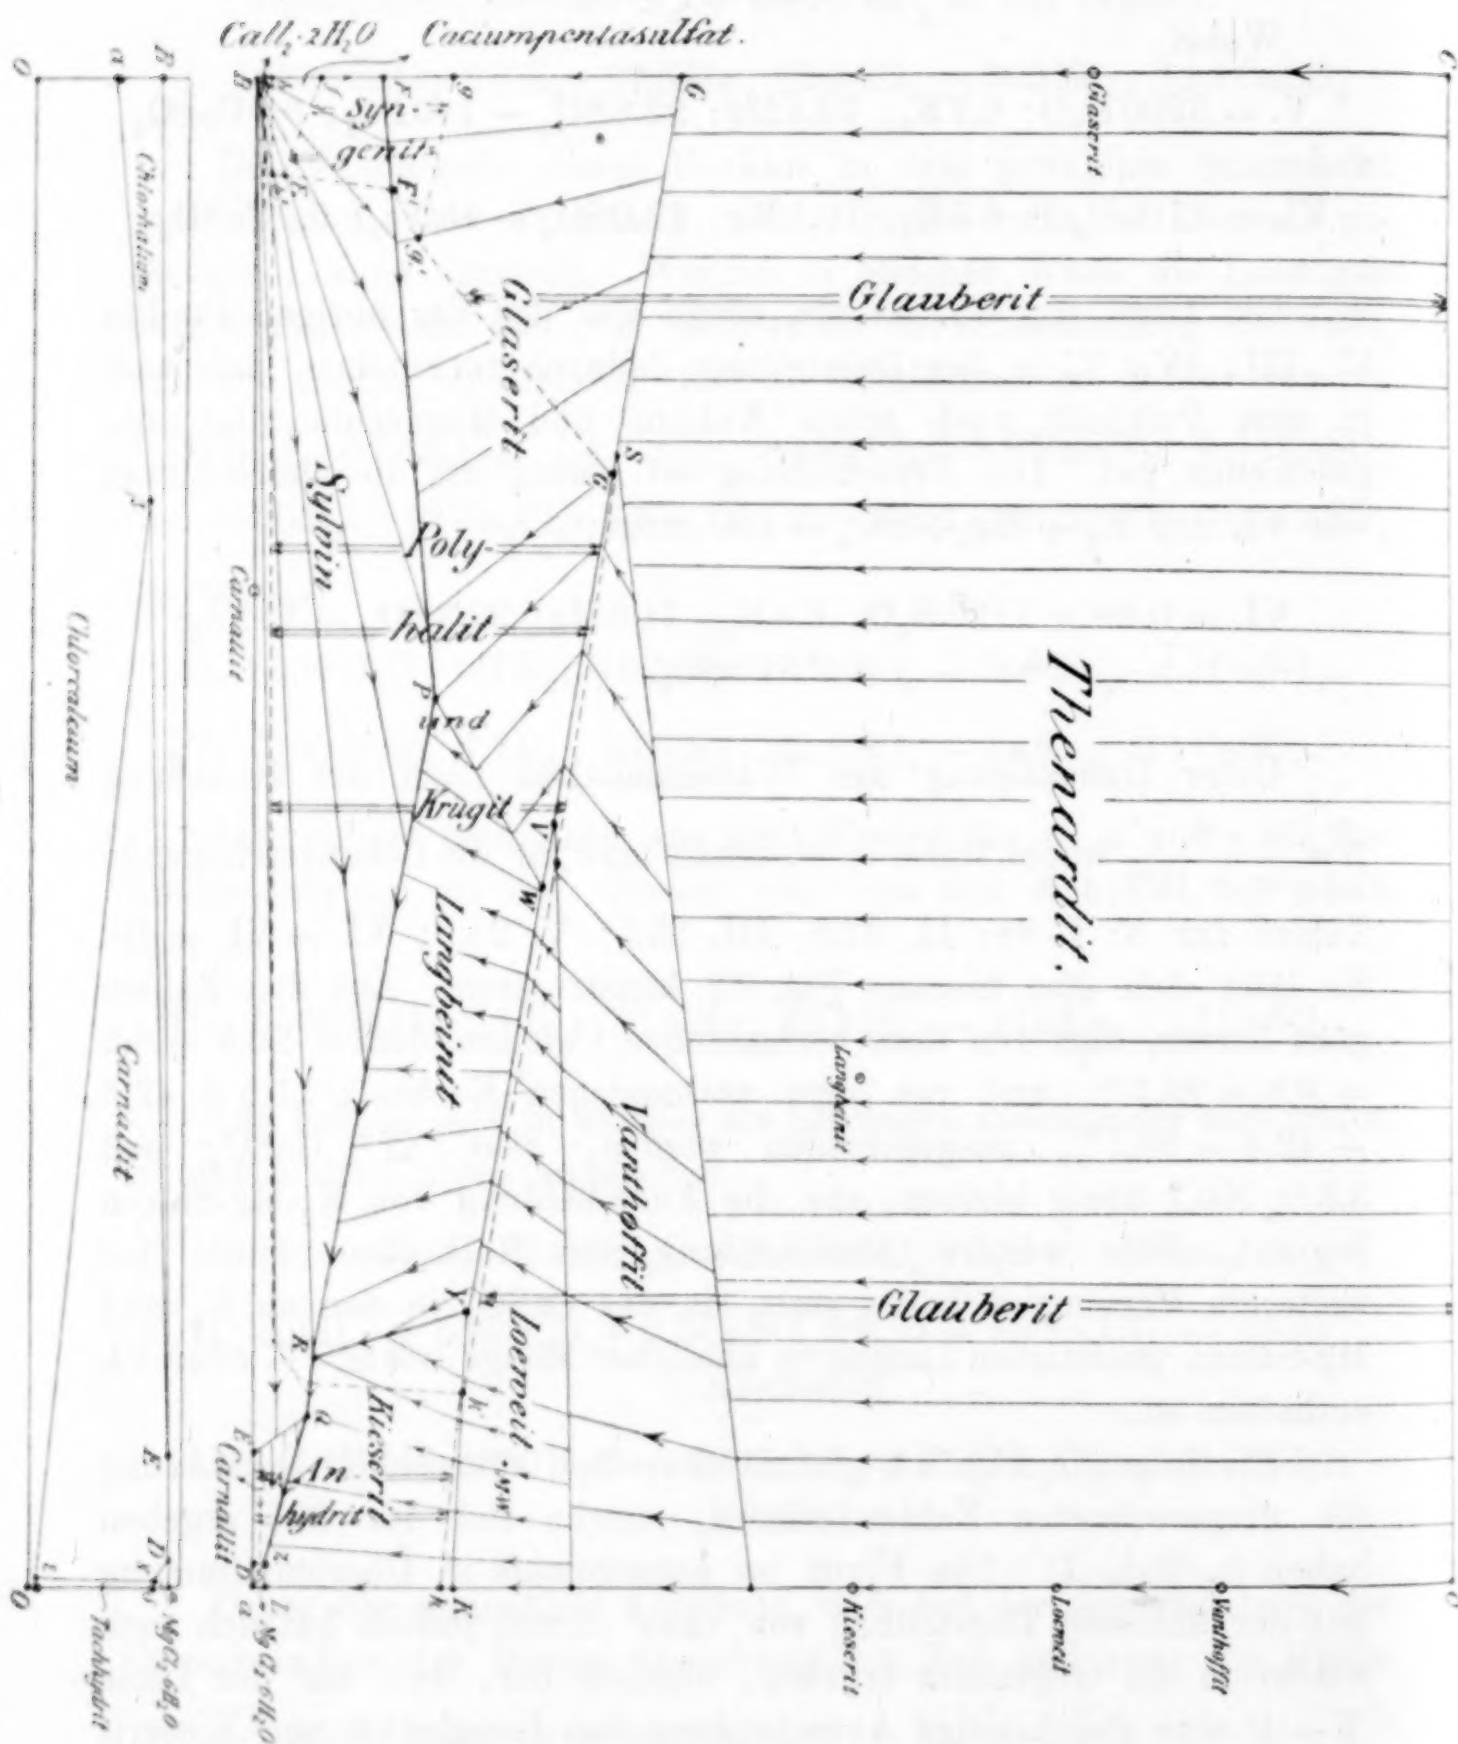 CaCl₂·2H₂O Caciumpentasulfat.
O
α
B
H
h
f
k
F
g
G
Glaserit
C
Syn-
genit
F'
g'
Chlorkalium
Glaserit
Glauberit
S
G'
J
Sylvin
Poly-
halit
Carnallit
P
und
Krugit
V
W
Thenardit.
Chlorcalcium
Carnallit
Langbeinit
Langbeinit
Vanthoffit
Y
Glauberit
R
Loeweit
k'
Kieserit
Q
E
E
Carnallit
An
hydrit
Z
D
O
Tachhydrit
MgCl₂,6H₂O
D
a
L
MgCl₂,6H₂O
k
K
Kieserit
Loeweit
Vanthoffit
C